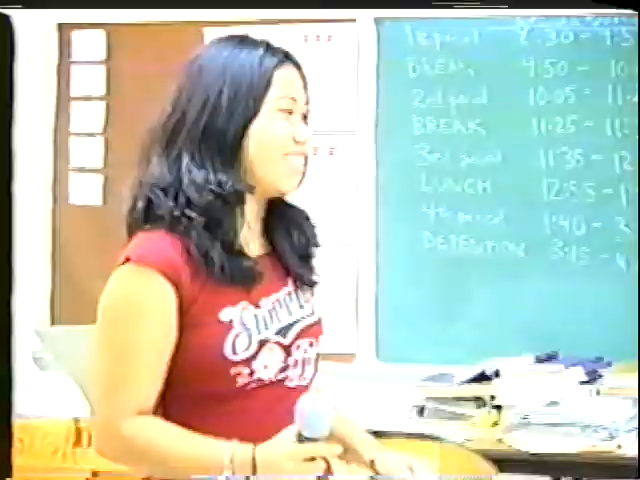 1st period 8:30 - 9:5
BREAK 9:50 - 10
2nd period 10:05 - 11:
BREAK 11:25 - 11:
3rd period 11:35 - 12
LUNCH 12:55 - 1
4th period 1:40 - 3
DETENTION 3:15 - 4